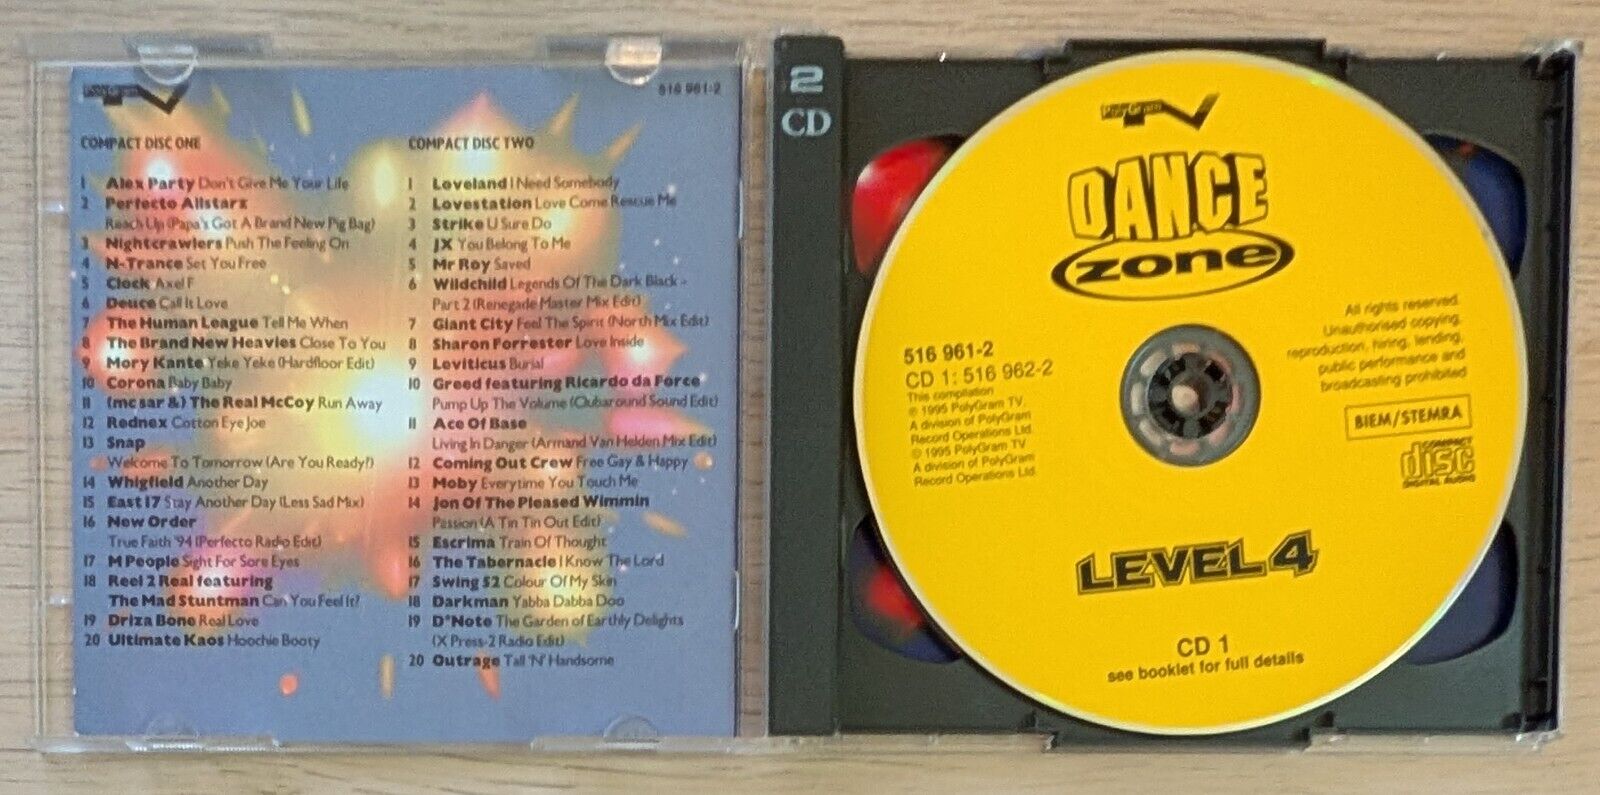 PolyGram TV
516 961-2
COMPACT DISC ONE
1 Alex Party Don't Give Me Your Life
2 Perfecto Allstarz
Reach Up (Papa's Got A Brand New Pig Bag)
3 Nightcrawlers Push The Feeling On
4 N-Trance Set You Free
5 Clock Axel F
6 Deuce Call It Love
7 The Human League Tell Me When
8 The Brand New Heavies Close To You
9 Mory Kante Yeke Yeke (Hardfloor Edit)
10 Corona Baby Baby
11 (mc sar &) The Real McCoy Run Away
12 Rednex Cotton Eye Joe
13 Snap
Welcome To Tomorrow (Are You Ready?)
14 Whigfield Another Day
15 East 17 Stay Another Day (Less Sad Mix)
16 New Order
True Faith '94 (Perfecto Radio Edit)
17 M People Sight For Sore Eyes
18 Reel 2 Real featuring
The Mad Stuntman Can You Feel It?
19 Driza Bone Real Love
20 Ultimate Kaos Hoochie Booty
COMPACT DISC TWO
1 Loveland I Need Somebody
2 Lovestation Love Come Rescue Me
3 Strike U Sure Do
4 JX You Belong To Me
5 Mr Roy Saved
6 Wildchild Legends Of The Dark Black -
Part 2 (Renegade Master Mix Edit)
7 Giant City Feel The Spirit (North Mix Edit)
8 Sharon Forrester Love Inside
9 Leviticus Burial
10 Greed featuring Ricardo da Force
Pump Up The Volume (Oubaround Sound Edit)
11 Ace Of Base
Living In Danger (Armand Van Helden Mix Edit)
12 Coming Out Crew Free Gay & Happy
13 Moby Everytime You Touch Me
14 Jon Of The Pleased Wimmin
Passion (A Tin Tin Out Edit)
15 Escrima Train Of Thought
16 The Tabernacle I Know The Lord
17 Swing 52 Colour Of My Skin
18 Darkman Yabba Dabba Doo
19 D*Note The Garden of Earthly Delights
(X Press-2 Radio Edit)
20 Outrage Tall 'N' Handsome
2
CD
PolyGram TV
DANCE
zone
516 961-2
CD 1: 516 962-2
This compilation
℗ 1995 PolyGram TV.
A division of PolyGram
Record Operations Ltd.
© 1995 PolyGram TV
A division of PolyGram
Record Operations Ltd.
All rights reserved.
Unauthorised copying,
reproduction, hiring, lending,
public performance and
broadcasting prohibited
BIEM/STEMRA
COMPACT
disc
DIGITAL AUDIO
LEVEL 4
CD 1
see booklet for full details